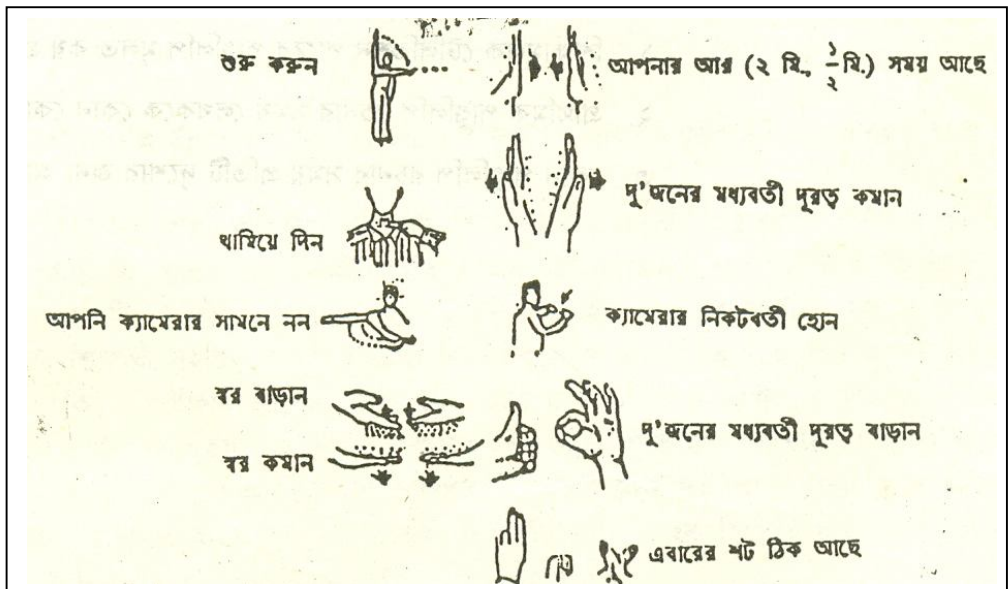 শুরু করুন
আপনার আর (২ মি., ১/২ মি.) সময় আছে
দু'জনের মধ্যবর্তী দূরত্ব কমান
থামিয়ে দিন
আপনি ক্যামেরার সামনে নন
ক্যামেরার নিকটবর্তী হোন
স্বর বাড়ান
দু'জনের মধ্যবর্তী দূরত্ব বাড়ান
স্বর কমান
এবারের শট ঠিক আছে